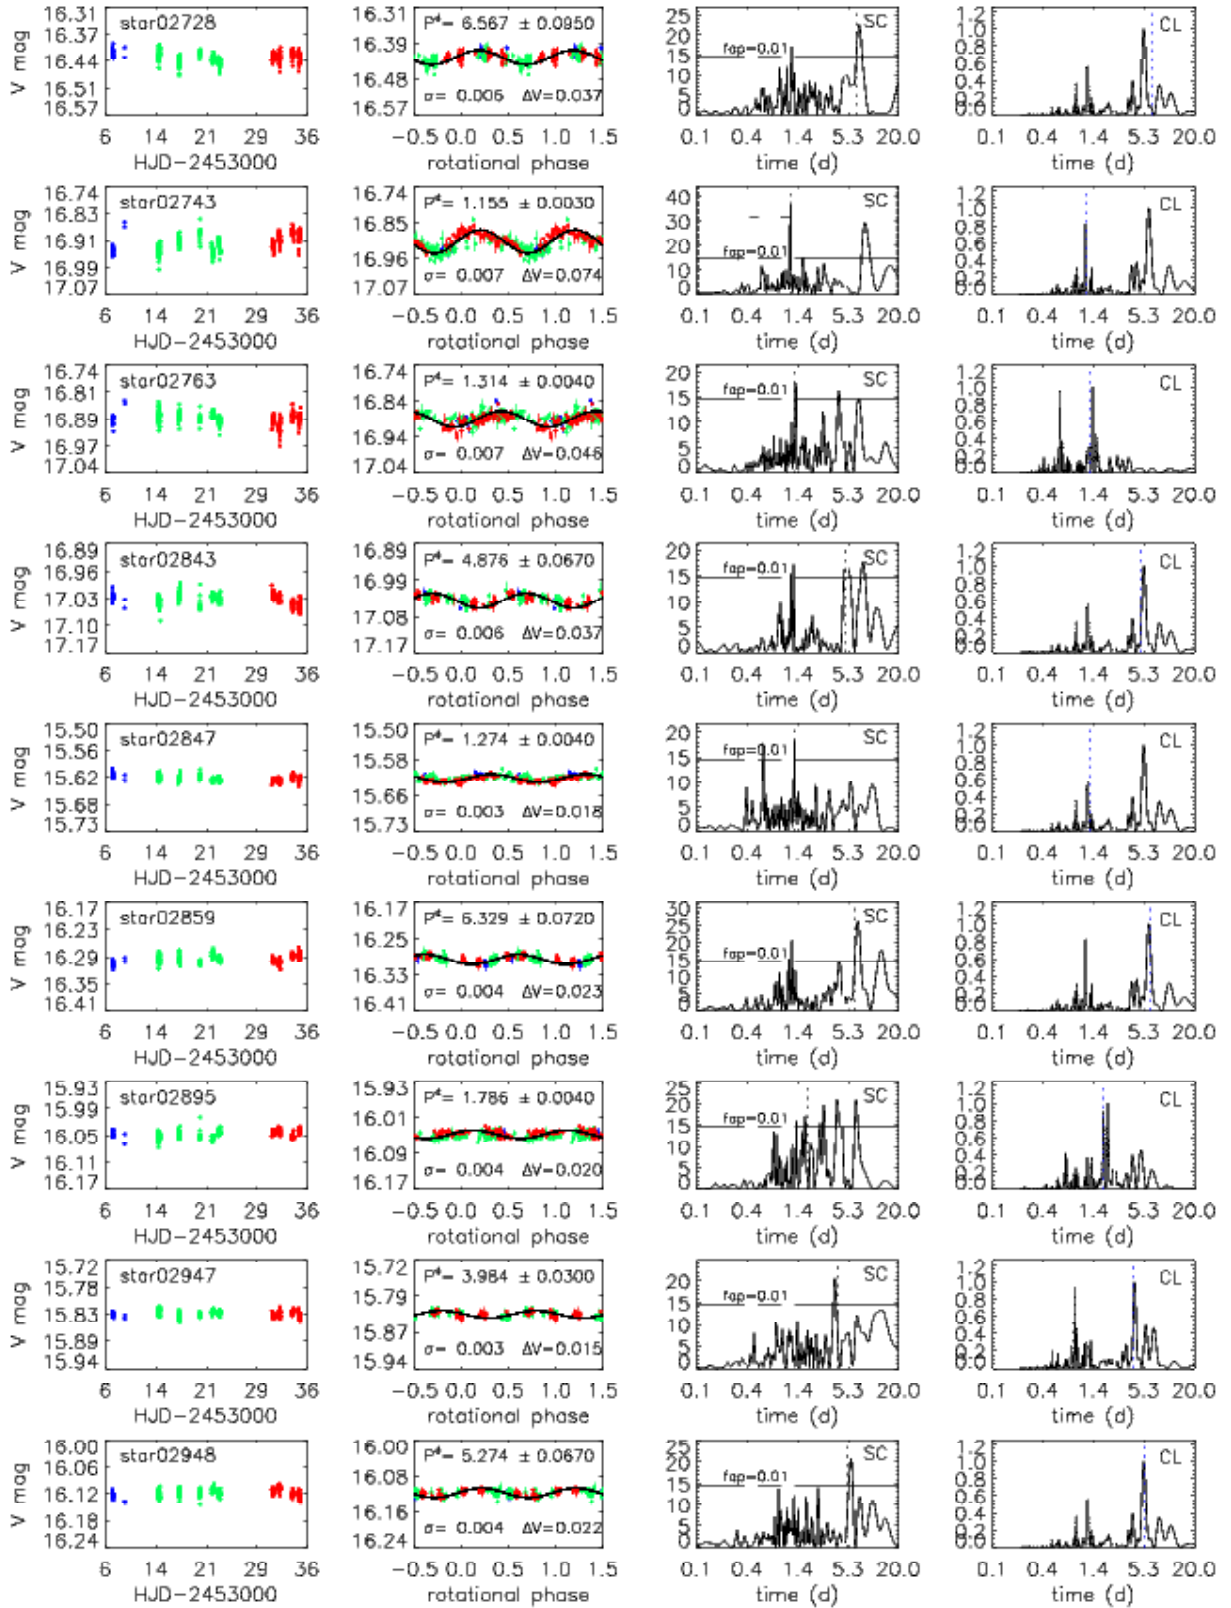 V mag
16.31
16.37
16.44
16.51
16.57
star02728
6 14 21 29 36
HJD-2453000
16.31
16.39
16.48
16.56
Pd= 6.567 ± 0.0950
σ= 0.006 ΔV=0.037
-0.5 0.0 0.5 1.0 1.5
rotational phase
25
20
15
10
5
0
SC
fap=0.01
0.1 0.4 1.4 5.3 20.0
time (d)
1.2
1.0
0.8
0.6
0.4
0.2
0.0
CL
0.1 0.4 1.4 5.3 20.0
time (d)
V mag
16.74
16.83
16.91
16.99
17.07
star02743
6 14 21 29 36
HJD-2453000
16.74
16.85
16.96
17.07
Pd= 1.155 ± 0.0030
σ= 0.007 ΔV=0.074
-0.5 0.0 0.5 1.0 1.5
rotational phase
40
30
20
10
0
SC
fap=0.01
0.1 0.4 1.4 5.3 20.0
time (d)
1.2
1.0
0.8
0.6
0.4
0.2
0.0
CL
0.1 0.4 1.4 5.3 20.0
time (d)
V mag
16.74
16.81
16.89
16.97
17.04
star02763
6 14 21 29 36
HJD-2453000
16.74
16.84
16.94
17.04
Pd= 1.314 ± 0.0040
σ= 0.007 ΔV=0.046
-0.5 0.0 0.5 1.0 1.5
rotational phase
20
15
10
5
0
SC
fap=0.01
0.1 0.4 1.4 5.3 20.0
time (d)
1.2
1.0
0.8
0.6
0.4
0.2
0.0
CL
0.1 0.4 1.4 5.3 20.0
time (d)
V mag
16.89
16.96
17.03
17.10
17.17
star02843
6 14 21 29 36
HJD-2453000
16.89
16.99
17.08
17.17
Pd= 4.876 ± 0.0670
σ= 0.006 ΔV=0.037
-0.5 0.0 0.5 1.0 1.5
rotational phase
20
15
10
5
0
SC
fap=0.01
0.1 0.4 1.4 5.3 20.0
time (d)
1.2
1.0
0.8
0.6
0.4
0.2
0.0
CL
0.1 0.4 1.4 5.3 20.0
time (d)
V mag
15.50
15.56
15.62
15.68
15.73
star02847
6 14 21 29 36
HJD-2453000
15.50
15.58
15.66
15.73
Pd= 1.274 ± 0.0040
σ= 0.003 ΔV=0.018
-0.5 0.0 0.5 1.0 1.5
rotational phase
20
15
10
5
0
SC
fap=0.01
0.1 0.4 1.4 5.3 20.0
time (d)
1.2
1.0
0.8
0.6
0.4
0.2
0.0
CL
0.1 0.4 1.4 5.3 20.0
time (d)
V mag
16.17
16.23
16.29
16.35
16.41
star02859
6 14 21 29 36
HJD-2453000
16.17
16.25
16.33
16.41
Pd= 6.329 ± 0.0720
σ= 0.004 ΔV=0.023
-0.5 0.0 0.5 1.0 1.5
rotational phase
30
25
20
15
10
5
0
SC
fap=0.01
0.1 0.4 1.4 5.3 20.0
time (d)
1.2
1.0
0.8
0.6
0.4
0.2
0.0
CL
0.1 0.4 1.4 5.3 20.0
time (d)
V mag
15.93
15.99
16.05
16.11
16.17
star02895
6 14 21 29 36
HJD-2453000
15.93
16.01
16.09
16.17
Pd= 1.786 ± 0.0040
σ= 0.004 ΔV=0.020
-0.5 0.0 0.5 1.0 1.5
rotational phase
25
20
15
10
5
0
SC
fap=0.01
0.1 0.4 1.4 5.3 20.0
time (d)
1.2
1.0
0.8
0.6
0.4
0.2
0.0
CL
0.1 0.4 1.4 5.3 20.0
time (d)
V mag
15.72
15.78
15.83
15.89
15.94
star02947
6 14 21 29 36
HJD-2453000
15.72
15.79
15.87
15.94
Pd= 3.984 ± 0.0300
σ= 0.003 ΔV=0.015
-0.5 0.0 0.5 1.0 1.5
rotational phase
20
15
10
5
0
SC
fap=0.01
0.1 0.4 1.4 5.3 20.0
time (d)
1.2
1.0
0.8
0.6
0.4
0.2
0.0
CL
0.1 0.4 1.4 5.3 20.0
time (d)
V mag
16.00
16.06
16.12
16.18
16.24
star02948
6 14 21 29 36
HJD-2453000
16.00
16.08
16.16
16.24
Pd= 5.274 ± 0.0670
σ= 0.004 ΔV=0.022
-0.5 0.0 0.5 1.0 1.5
rotational phase
25
20
15
10
5
0
SC
fap=0.01
0.1 0.4 1.4 5.3 20.0
time (d)
1.2
1.0
0.8
0.6
0.4
0.2
0.0
CL
0.1 0.4 1.4 5.3 20.0
time (d)